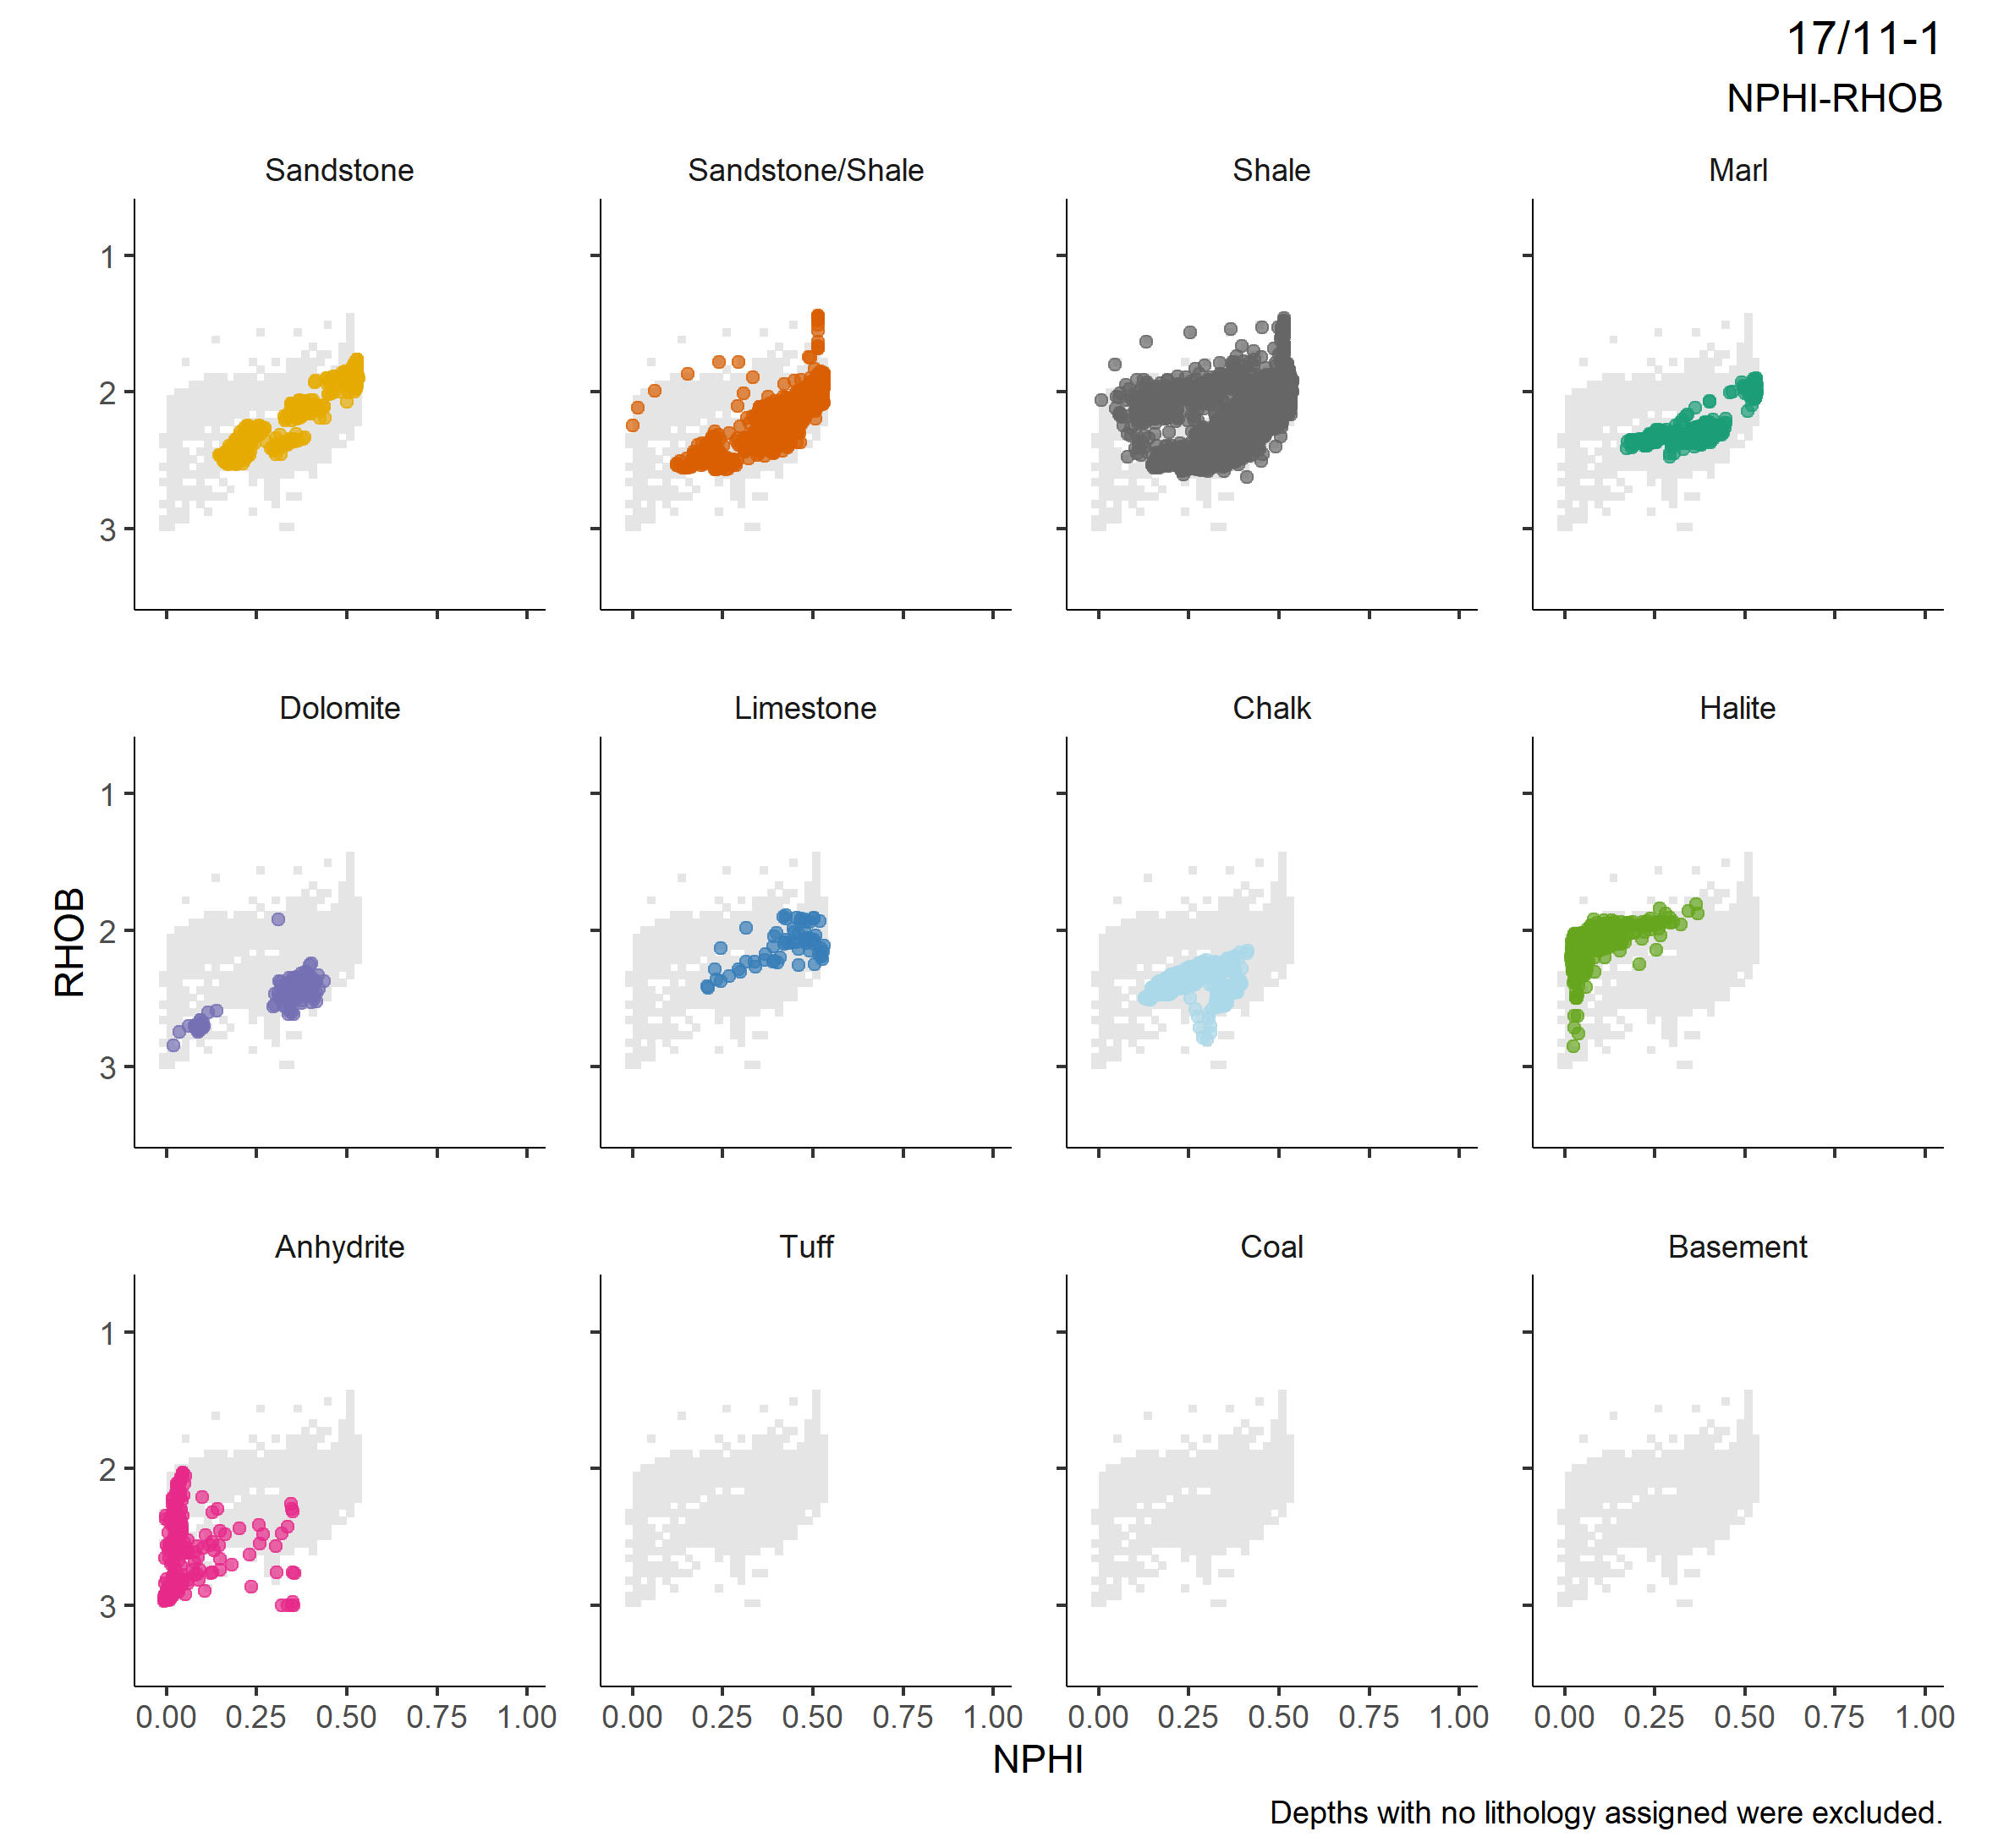 17/11-1
NPHI-RHOB
Sandstone Sandstone/Shale Shale Marl
1
2
3
Dolomite Limestone Chalk Halite
1
2
3
RHOB
Anhydrite Tuff Coal Basement
1
2
3
0.00 0.25 0.50 0.75 1.00 0.00 0.25 0.50 0.75 1.00 0.00 0.25 0.50 0.75 1.00 0.00 0.25 0.50 0.75 1.00
NPHI
Depths with no lithology assigned were excluded.